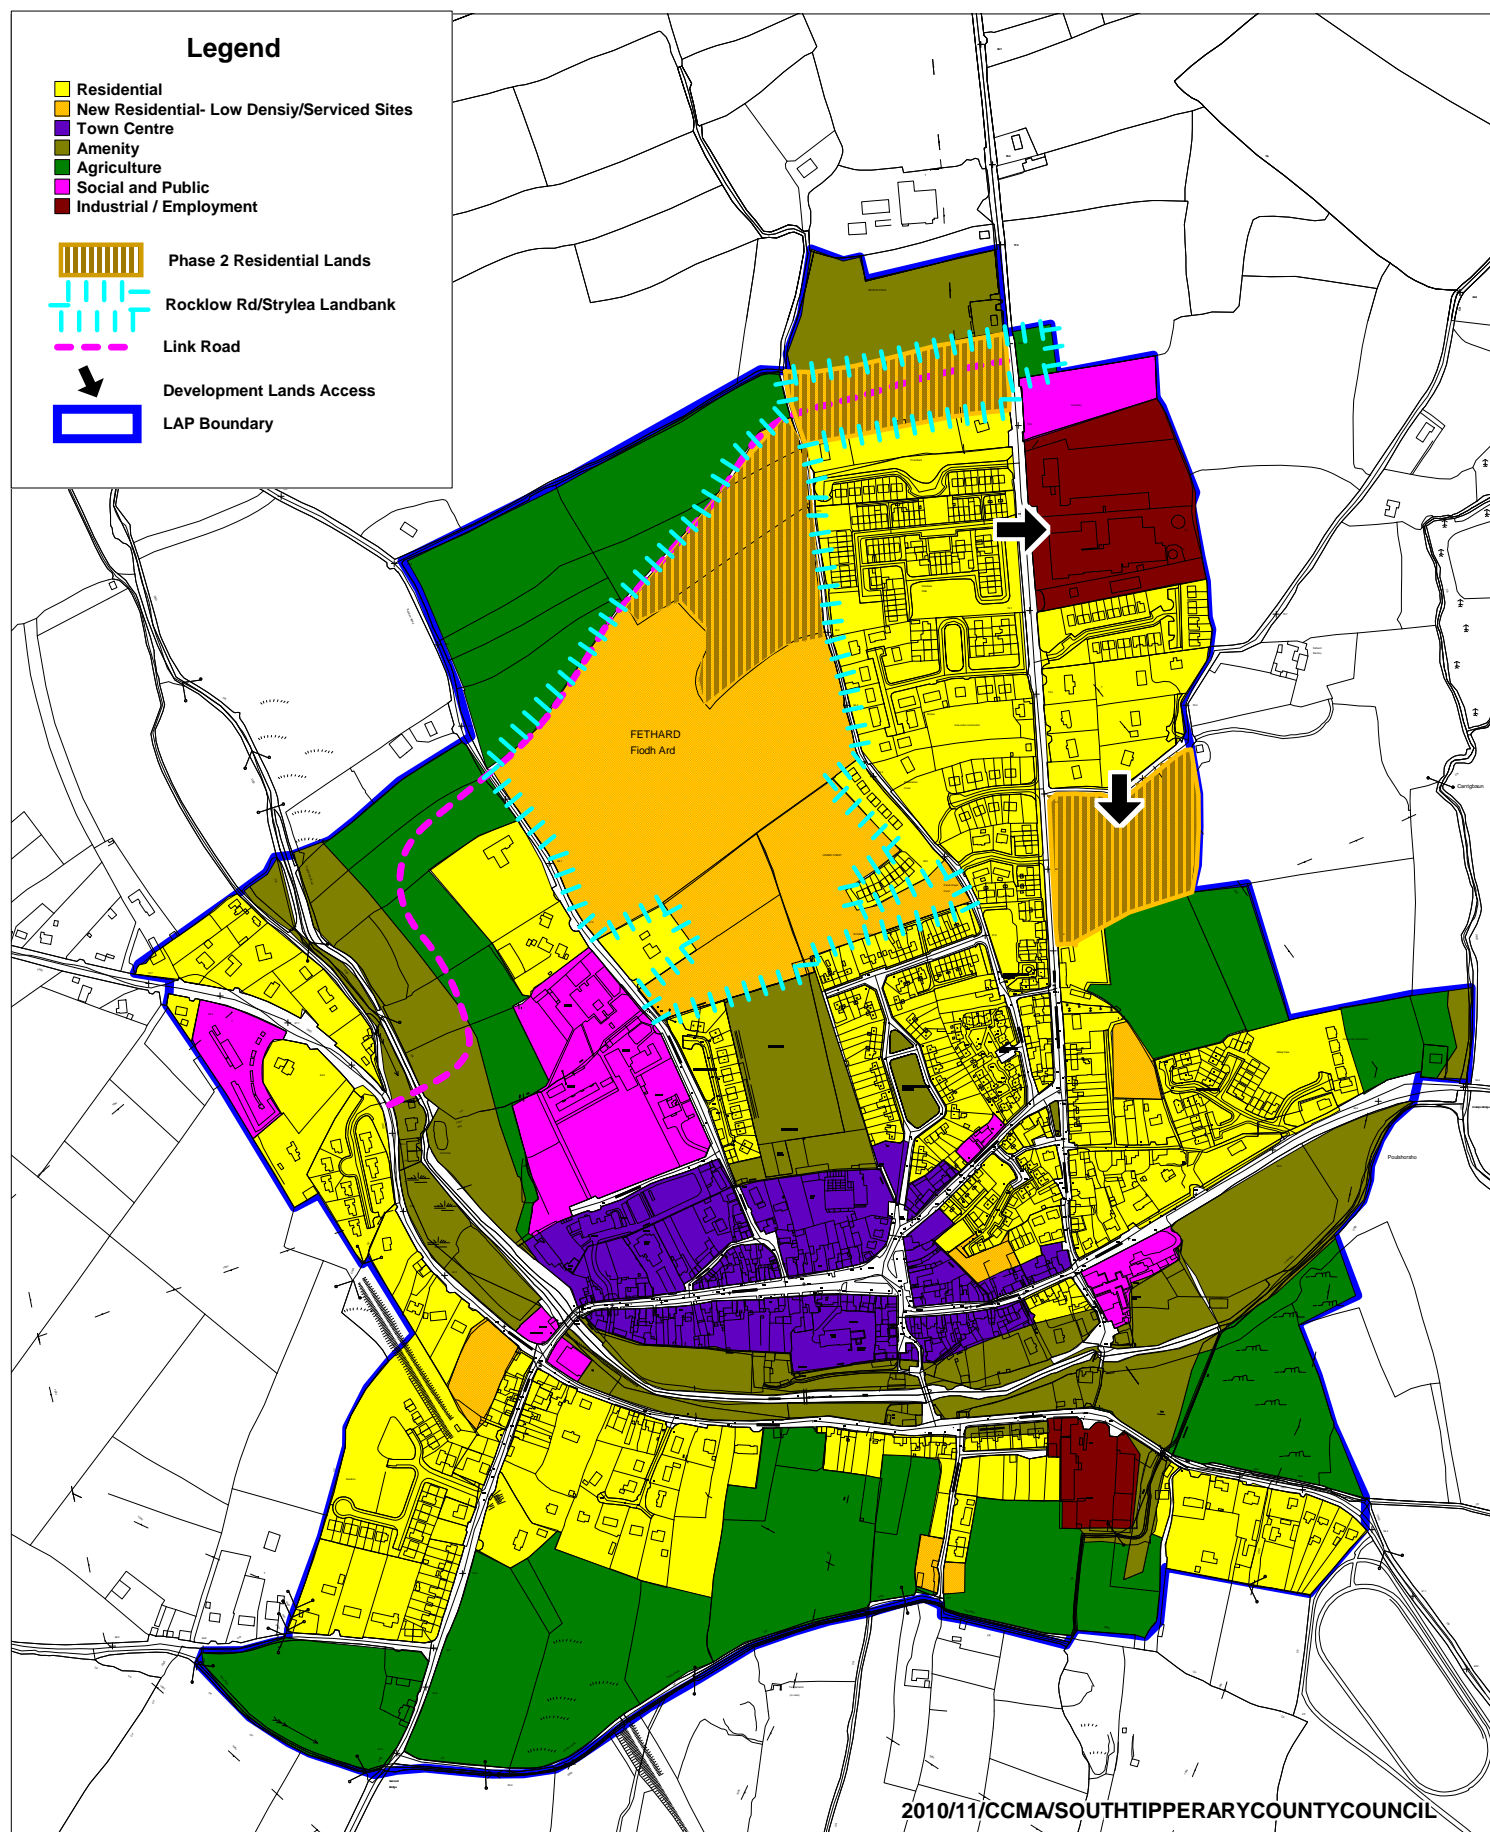 Legend
Residential
New Residential- Low Densiy/Serviced Sites
Town Centre
Amenity
Agriculture
Social and Public
Industrial / Employment
Phase 2 Residential Lands
Rocklow Rd/Strylea Landbank
Link Road
Development Lands Access
LAP Boundary
FETHARD
Fiodh Ard
Carrigbaun
Poulshorsho
2010/11/CCMA/SOUTHTIPPERARYCOUNTYCOUNCIL